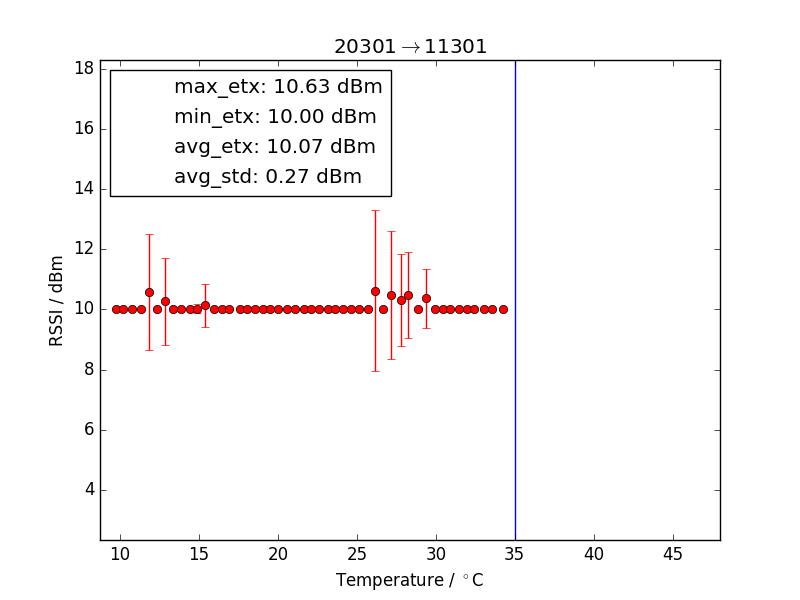 20301→11301
max_etx: 10.63 dBm
min_etx: 10.00 dBm
avg_etx: 10.07 dBm
avg_std: 0.27 dBm
RSSI / dBm
18
16
14
12
10
8
6
4
10 15 20 25 30 35 40 45
Temperature / °C